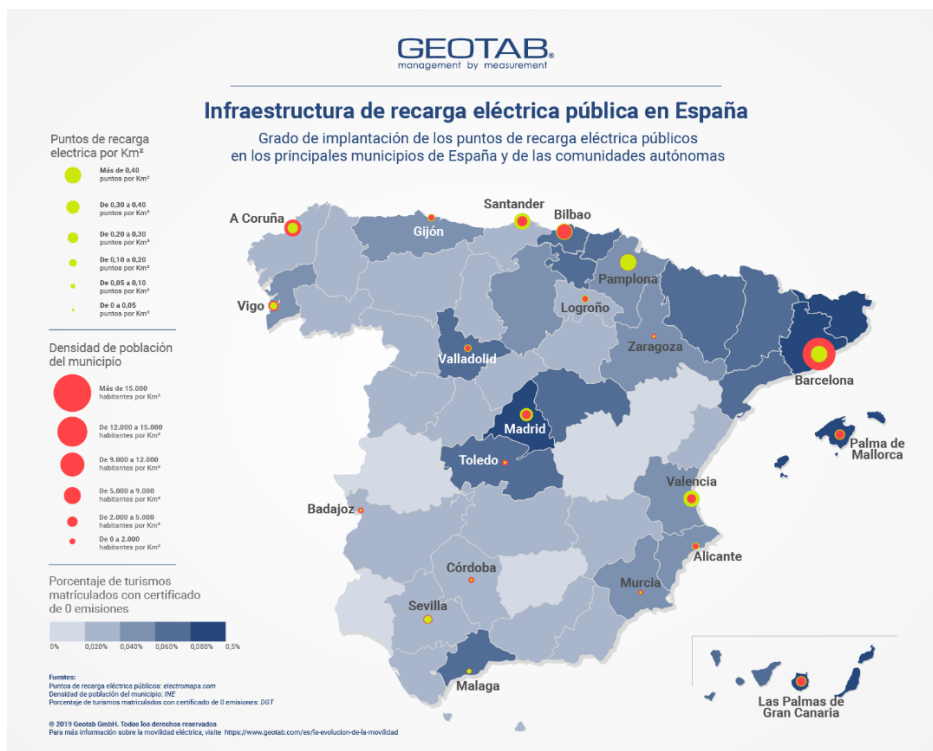 GEOTAB®
management by measurement
Infraestructura de recarga eléctrica pública en España
Grado de implantación de los puntos de recarga eléctrica públicos
en los principales municipios de España y de las comunidades autónomas
Puntos de recarga
electrica por Km²
Más de 0,40
puntos por Km²
De 0,30 a 0,40
puntos por Km²
De 0,20 a 0,30
puntos por Km²
De 0,10 a 0,20
puntos por Km²
De 0,05 a 0,10
puntos por Km²
De 0 a 0,05
puntos por Km²
Densidad de población
del municipio
Más de 15.000
habitantes por Km²
De 12.000 a 15.000
habitantes por Km²
De 9.000 a 12.000
habitantes por Km²
De 5.000 a 9.000
habitantes por Km²
De 2.000 a 5.000
habitantes por Km²
De 0 a 2.000
habitantes por Km²
Porcentaje de turismos
matrículados con certificado
de 0 emisiones
0% 0,020% 0,040% 0,060% 0,080% 0,5%
Fuentes:
Puntos de recarga eléctrica públicos: electromaps.com
Densidad de población del municipio: INE
Porcentaje de turismos matriculados con certificado de 0 emisiones: DGT
© 2019 Geotab GmbH. Todos los derechos reservados
Para más información sobre la movilidad eléctrica, visite https://www.geotab.com/es/la-evolucion-de-la-movilidad
A Coruña
Gijón
Santander
Bilbao
Pamplona
Vigo
Logroño
Valladolid
Zaragoza
Barcelona
Madrid
Toledo
Palma de
Mallorca
Valencia
Badajoz
Alicante
Córdoba
Murcia
Sevilla
Malaga
Las Palmas de
Gran Canaria